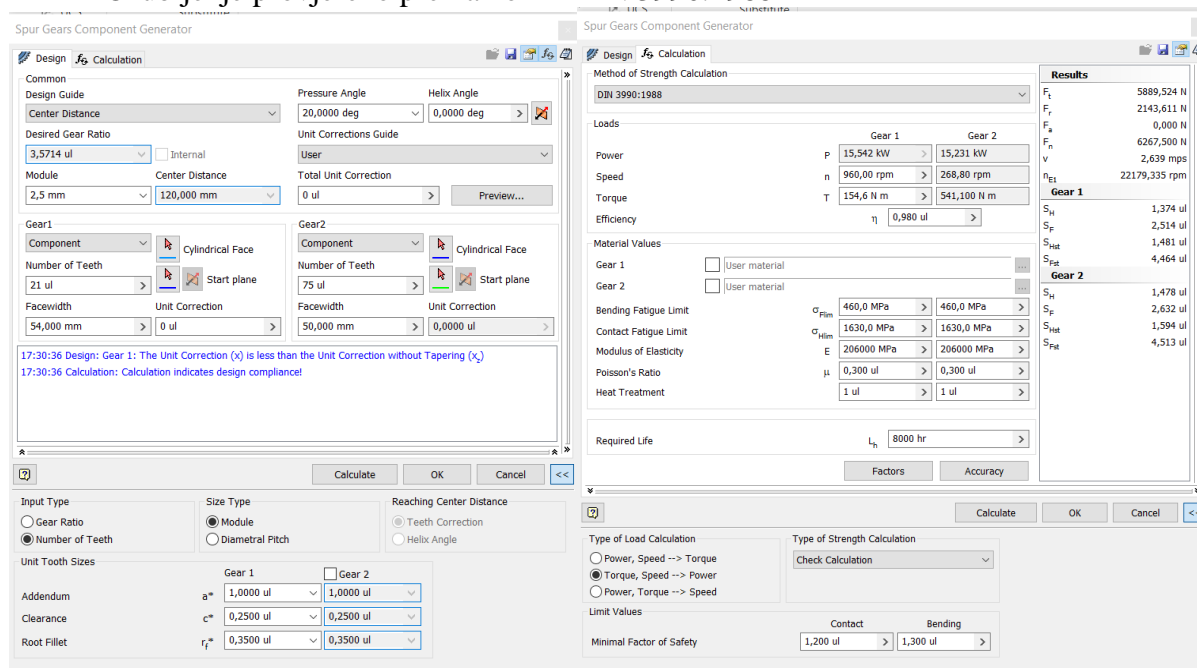 Spur Gears Component Generator
Design fG Calculation
Common
Design Guide Pressure Angle Helix Angle
Center Distance 20,0000 deg 0,0000 deg
Desired Gear Ratio Unit Corrections Guide
3,5714 ul Internal User
Module Center Distance Total Unit Correction
2,5 mm 120,000 mm 0 ul Preview...
Gear1 Gear2
Component Cylindrical Face Component Cylindrical Face
Number of Teeth Number of Teeth
21 ul Start plane 75 ul Start plane
Facewidth Unit Correction Facewidth Unit Correction
54,000 mm 0 ul 50,000 mm 0,0000 ul
17:30:36 Design: Gear 1: The Unit Correction (x) is less than the Unit Correction without Tapering (xz)
17:30:36 Calculation: Calculation indicates design compliance!
Calculate OK Cancel <<
Input Type Size Type Reaching Center Distance
Gear Ratio Module Teeth Correction
Number of Teeth Diametral Pitch Helix Angle
Unit Tooth Sizes
Gear 1 Gear 2
Addendum a* 1,0000 ul 1,0000 ul
Clearance c* 0,2500 ul 0,2500 ul
Root Fillet rf* 0,3500 ul 0,3500 ul
Spur Gears Component Generator
Design fG Calculation
Method of Strength Calculation
DIN 3990:1988
Loads
Gear 1 Gear 2
Power P 15,542 kW 15,231 kW
Speed n 960,00 rpm 268,80 rpm
Torque T 154,6 N m 541,100 N m
Efficiency η 0,980 ul
Material Values
Gear 1 User material ...
Gear 2 User material ...
Bending Fatigue Limit σFlim 460,0 MPa 460,0 MPa
Contact Fatigue Limit σHlim 1630,0 MPa 1630,0 MPa
Modulus of Elasticity E 206000 MPa 206000 MPa
Poisson's Ratio μ 0,300 ul 0,300 ul
Heat Treatment 1 ul 1 ul
Required Life Lh 8000 hr
Factors Accuracy
Results
Ft 5889,524 N
Fr 2143,611 N
Fa 0,000 N
Fn 6267,500 N
v 2,639 mps
nE1 22179,335 rpm
Gear 1
SH 1,374 ul
SF 2,514 ul
SHst 1,481 ul
SFst 4,464 ul
Gear 2
SH 1,478 ul
SF 2,632 ul
SHst 1,594 ul
SFst 4,513 ul
Calculate OK Cancel
Type of Load Calculation Type of Strength Calculation
Power, Speed --> Torque Check Calculation
Torque, Speed --> Power
Power, Torque --> Speed
Limit Values
Contact Bending
Minimal Factor of Safety 1,200 ul 1,300 ul